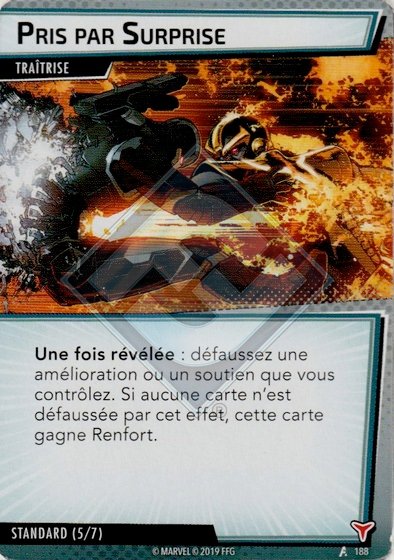 PRIS PAR SURPRISE
TRAÎTRISE
Une fois révélée : défaussez une
amélioration ou un soutien que vous
contrôlez. Si aucune carte n'est
défaussée par cet effet, cette carte
gagne Renfort.
STANDARD (5/7)
© MARVEL © 2019 FFG
A 188